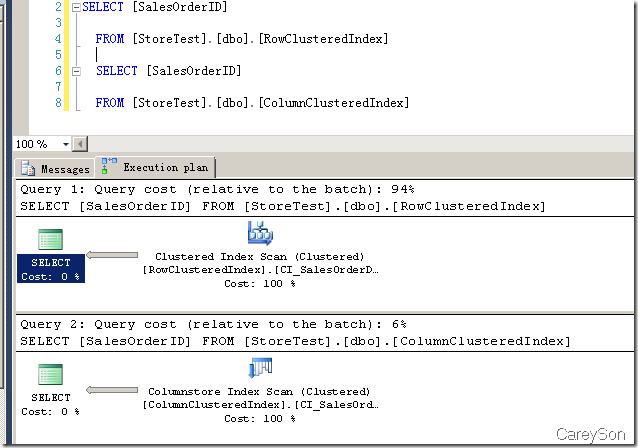 2 SELECT [SalesOrderID]
3
4 FROM [StoreTest].[dbo].[RowClusteredIndex]
5
6 SELECT [SalesOrderID]
7
8 FROM [StoreTest].[dbo].[ColumnClusteredIndex]
100 %
Messages Execution plan
Query 1: Query cost (relative to the batch): 94%
SELECT [SalesOrderID] FROM [StoreTest].[dbo].[RowClusteredIndex]
SELECT
Cost: 0 %
Clustered Index Scan (Clustered)
[RowClusteredIndex].[CI_SalesOrderD…
Cost: 100 %
Query 2: Query cost (relative to the batch): 6%
SELECT [SalesOrderID] FROM [StoreTest].[dbo].[ColumnClusteredIndex]
SELECT
Cost: 0 %
Columnstore Index Scan (Clustered)
[ColumnClusteredIndex].[CI_SalesOrd…
Cost: 100 %
CareySon